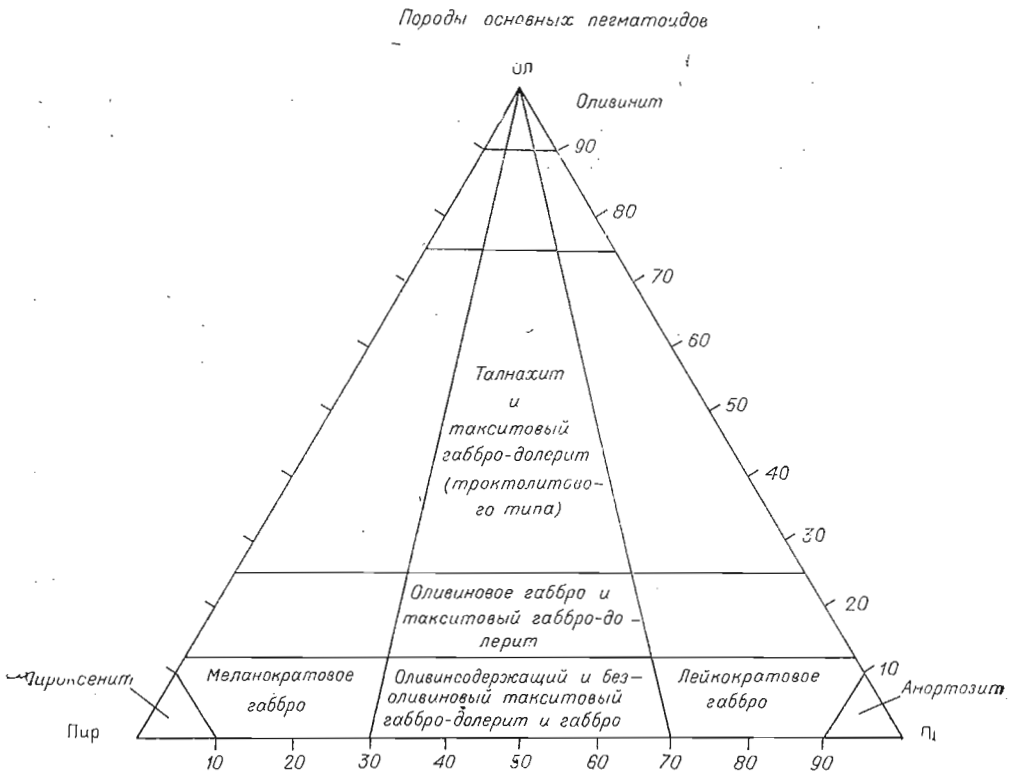 Породы основных пегматоидов
Ол
Оливинит
90
80
70
60
50
40
30
20
10
Талнахит
и
такситовый
габбро-долерит
(троктолитово-
го типа)
Оливиновое габбро и
такситовый габбро-до-
лерит
Пироксенит
Меланократовое
габбро
Оливинсодержащий и без-
оливиновый такситовый
габбро-долерит и габбро
Лейкократовое
габбро
Анортозит
Пир
10 20 30 40 50 60 70 80 90